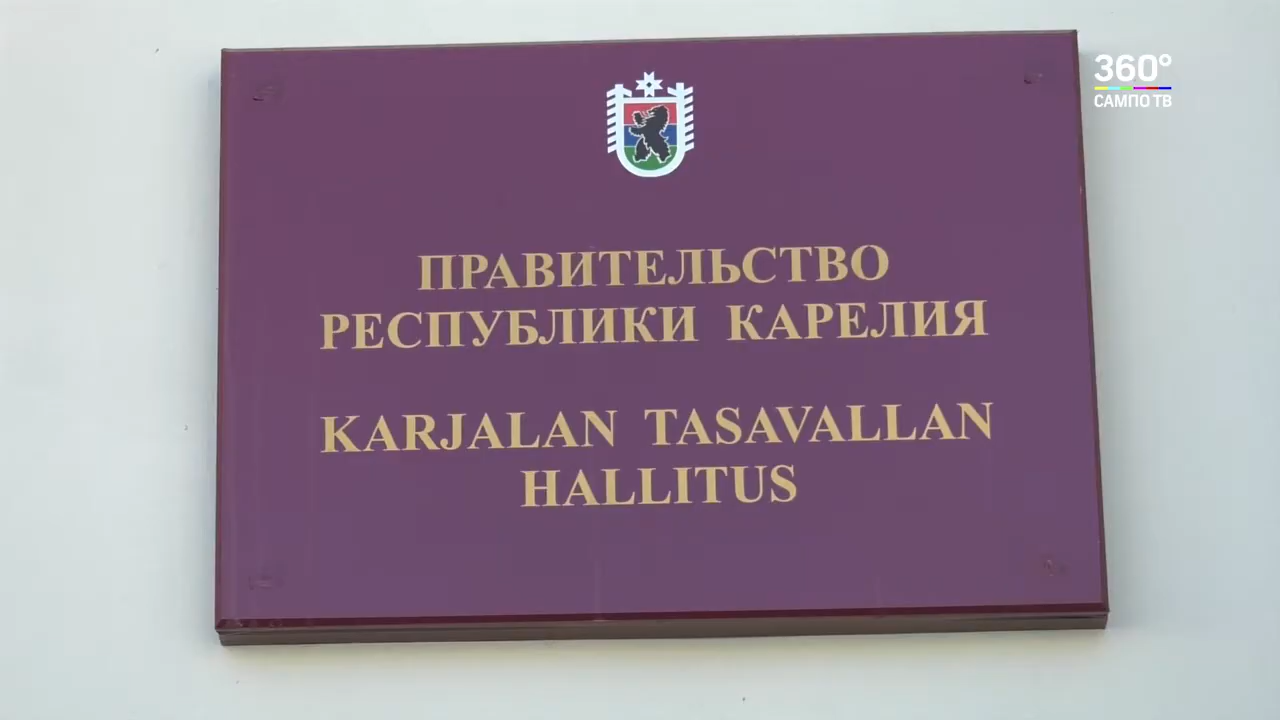 360°
САМПО ТВ
ПРАВИТЕЛЬСТВО
РЕСПУБЛИКИ КАРЕЛИЯ
KARJALAN TASAVALLAN
HALLITUS